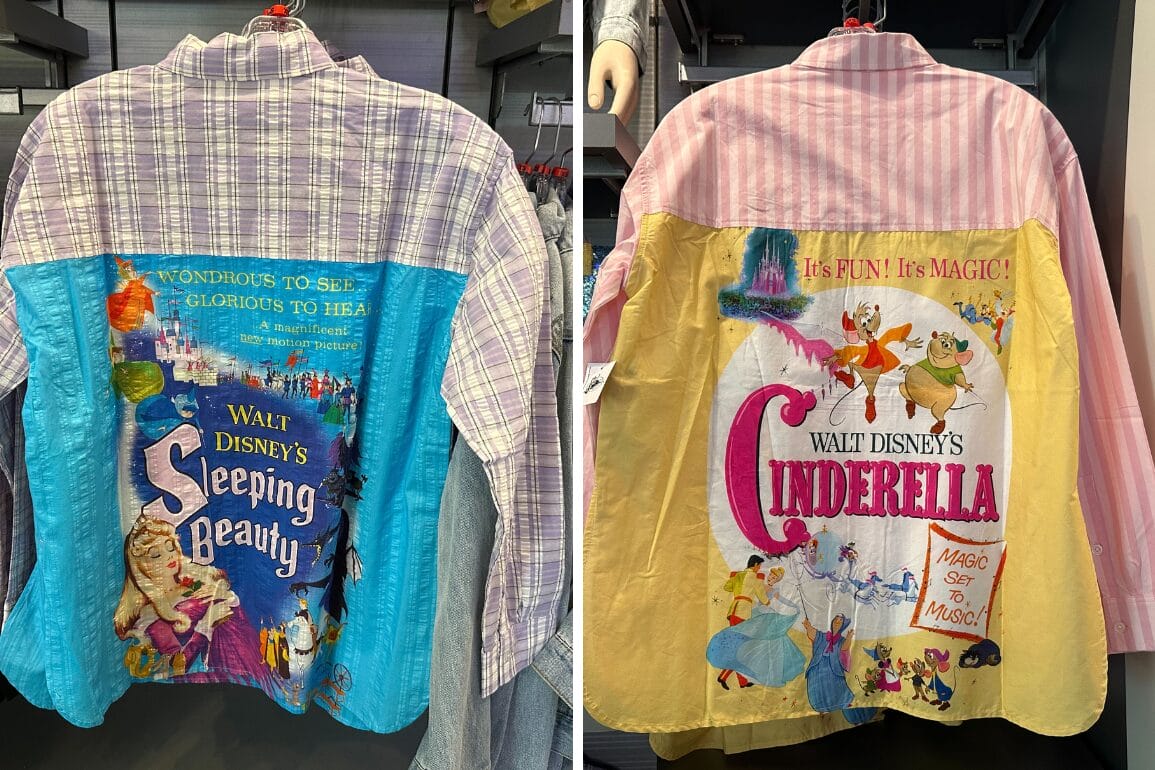 WONDROUS TO SEE
GLORIOUS TO HEA
A magnificent
new motion picture
WALT
DISNEY'S
Sleeping
Beauty
It's FUN! It's MAGIC!
WALT DISNEY'S
CINDERELLA
MAGIC
SET
TO
MUSIC!